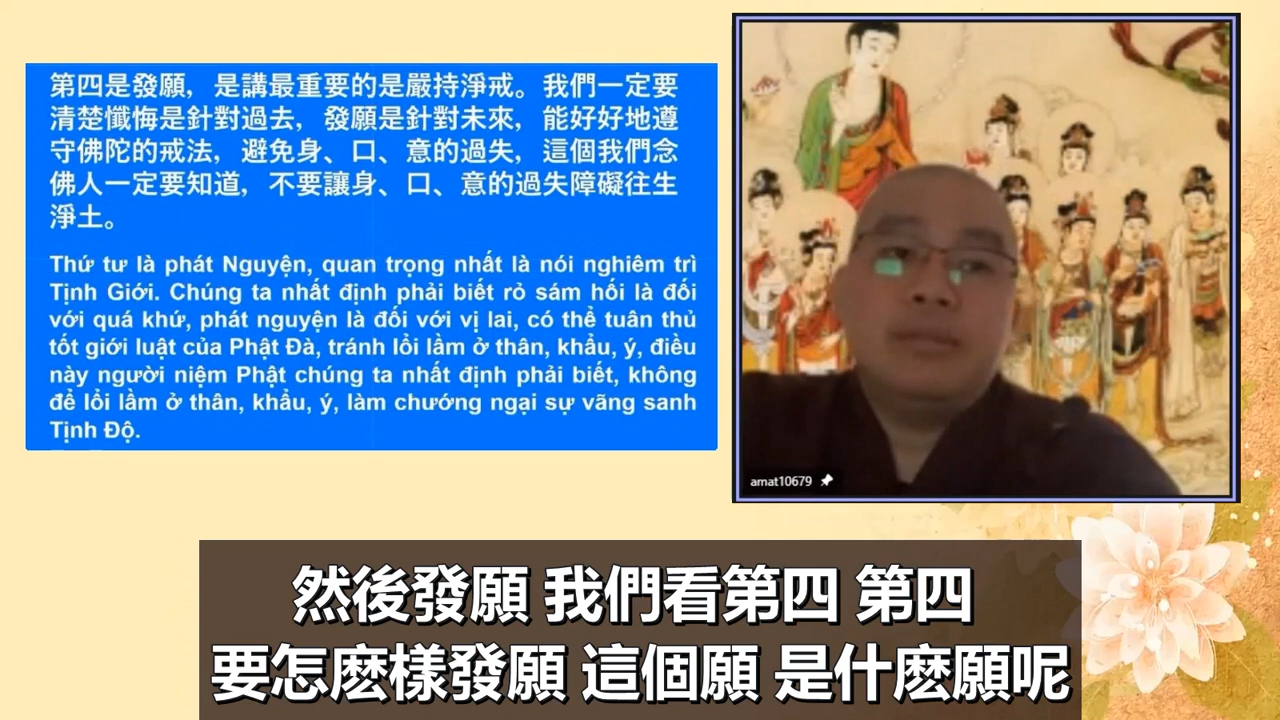 第四是發願，是講最重要的是嚴持淨戒。我們一定要
清楚懺悔是針對過去，發願是針對未來，能好好地遵
守佛陀的戒法，避免身、口、意的過失，這個我們念
佛人一定要知道，不要讓身、口、意的過失障礙往生
淨土。
Thứ tư là phát Nguyện, quan trọng nhất là nói nghiêm trì
Tịnh Giới. Chúng ta nhất định phải biết rỏ sám hối là đối
với quá khứ, phát nguyện là đối với vị lai, có thể tuân thủ
tốt giới luật của Phật Đà, tránh lổi lầm ở thân, khẩu, ý, điều
này người niệm Phật chúng ta nhất định phải biết, không
để lổi lầm ở thân, khẩu, ý, làm chướng ngại sự vãng sanh
Tịnh Độ.
amat10679
然後發願 我們看第四 第四
要怎麽樣發願 這個願 是什麽願呢